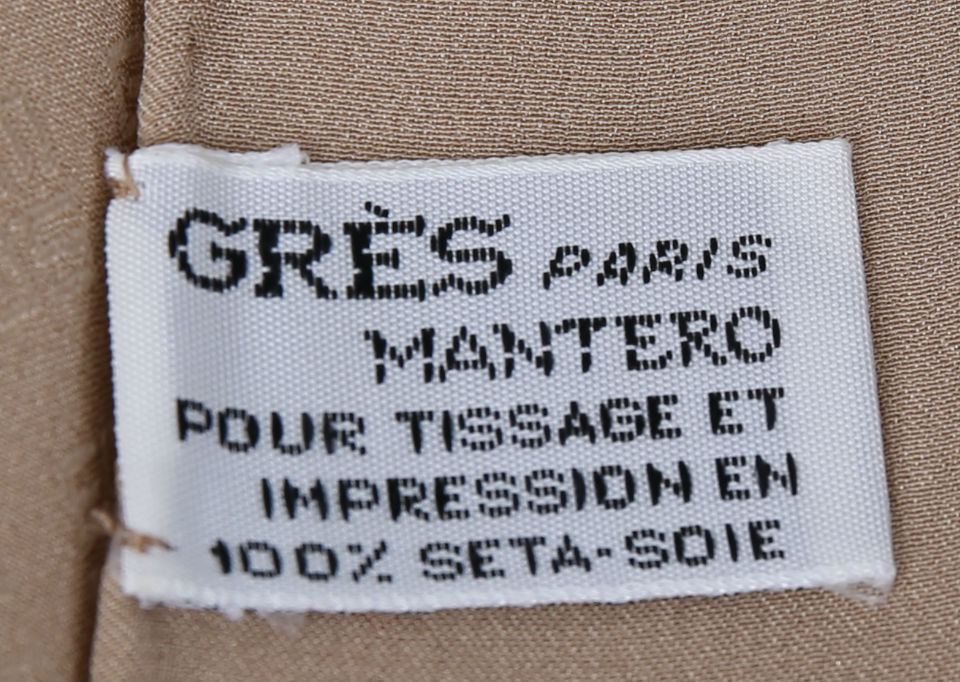 GRÈS PARIS
MANTERO
POUR TISSAGE ET
IMPRESSION EN
100% SETA-SOIE